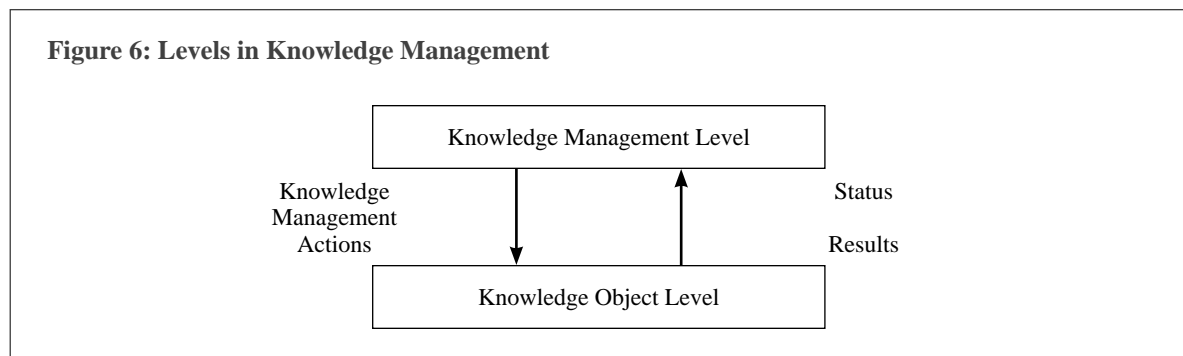 Figure 6: Levels in Knowledge Management
Knowledge Management Level
Knowledge
Management
Actions
Status
Results
Knowledge Object Level